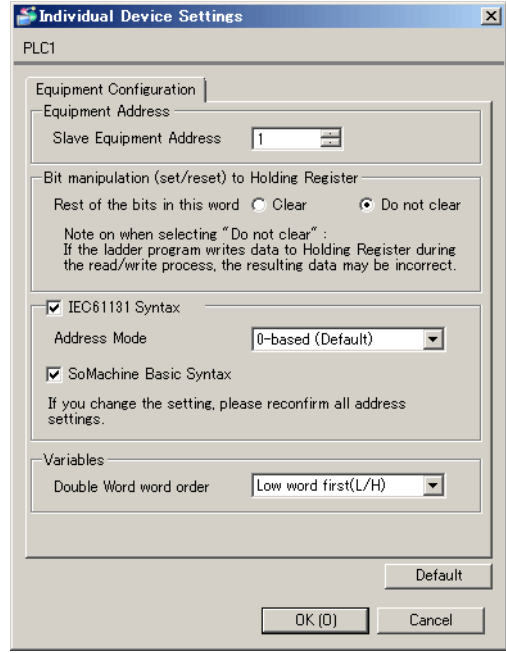 Individual Device Settings
PLC1
Equipment Configuration
Equipment Address
Slave Equipment Address 1
Bit manipulation (set/reset) to Holding Register
Rest of the bits in this word Clear Do not clear
Note on when selecting "Do not clear" :
If the ladder program writes data to Holding Register during
the read/write process, the resulting data may be incorrect.
IEC61131 Syntax
Address Mode 0-based (Default)
SoMachine Basic Syntax
If you change the setting, please reconfirm all address
settings.
Variables
Double Word word order Low word first(L/H)
Default
OK (O) Cancel